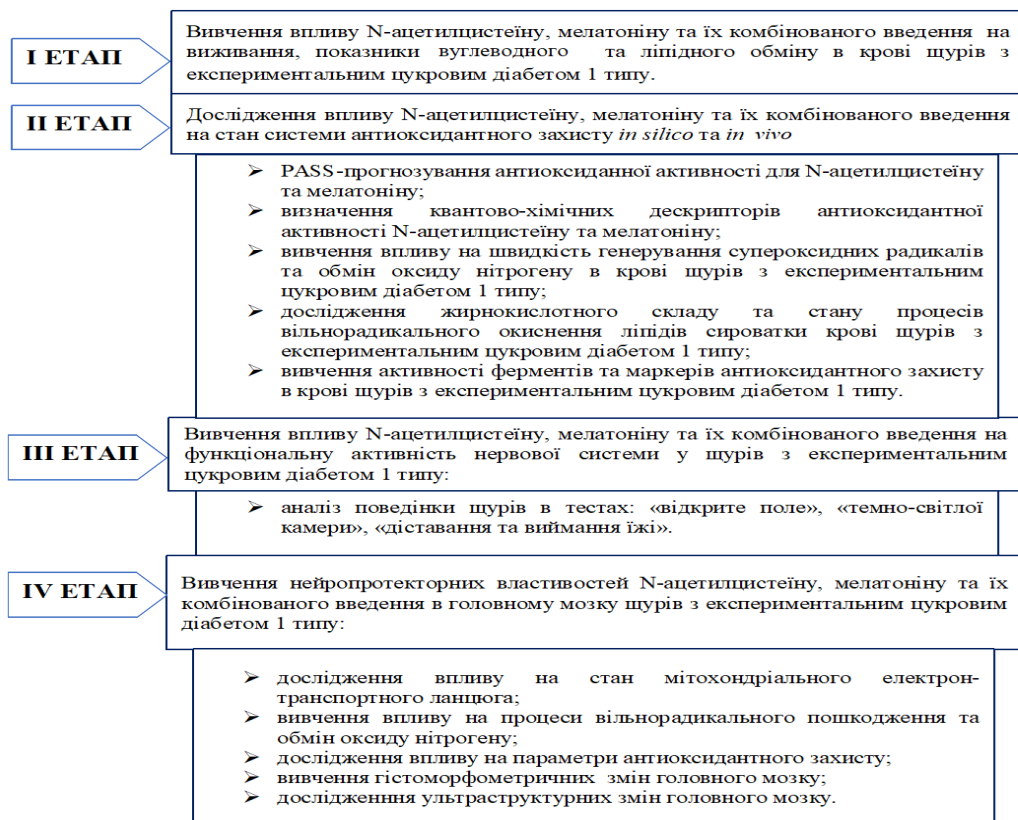 I ЕТАП
Вивчення впливу N-ацетилцистеїну, мелатоніну та їх комбінованого введення на
виживання, показники вуглеводного та ліпідного обміну в крові щурів з
експериментальним цукровим діабетом 1 типу.
II ЕТАП
Дослідження впливу N-ацетилцистеїну, мелатоніну та їх комбінованого введення
на стан системи антиоксидантного захисту in silico та in vivo
➢ PASS-прогнозування антиоксиданної активності для N-ацетилцистеїну
та мелатоніну;
➢ визначення квантово-хімічних дескрипторів антиоксидантної
активності N-ацетилцистеїну та мелатоніну;
➢ вивчення впливу на швидкість генерування супероксидних радикалів
та обмін оксиду нітрогену в крові щурів з експериментальним
цукровим діабетом 1 типу;
➢ дослідження жирнокислотного складу та стану процесів
вільнорадикального окиснення ліпідів сироватки крові щурів з
експериментальним цукровим діабетом 1 типу;
➢ вивчення активності ферментів та маркерів антиоксидантного захисту
в крові щурів з експериментальним цукровим діабетом 1 типу.
III ЕТАП
Вивчення впливу N-ацетилцистеїну, мелатоніну та їх комбінованого введення на
функціональну активність нервової системи у щурів з експериментальним
цукровим діабетом 1 типу:
➢ аналіз поведінки щурів в тестах: «відкрите поле», «темно-світлої
камери», «діставання та виймання їжі».
IV ЕТАП
Вивчення нейропротекторних властивостей N-ацетилцистеїну, мелатоніну та їх
комбінованого введення в головному мозку щурів з експериментальним цукровим
діабетом 1 типу:
➢ дослідження впливу на стан мітохондріального електрон-
транспортного ланцюга;
➢ вивчення впливу на процеси вільнорадикального пошкодження та
обмін оксиду нітрогену;
➢ дослідження впливу на параметри антиоксидантного захисту;
➢ вивчення гістоморфометричних змін головного мозку;
➢ дослідженння ультраструктурних змін головного мозку.